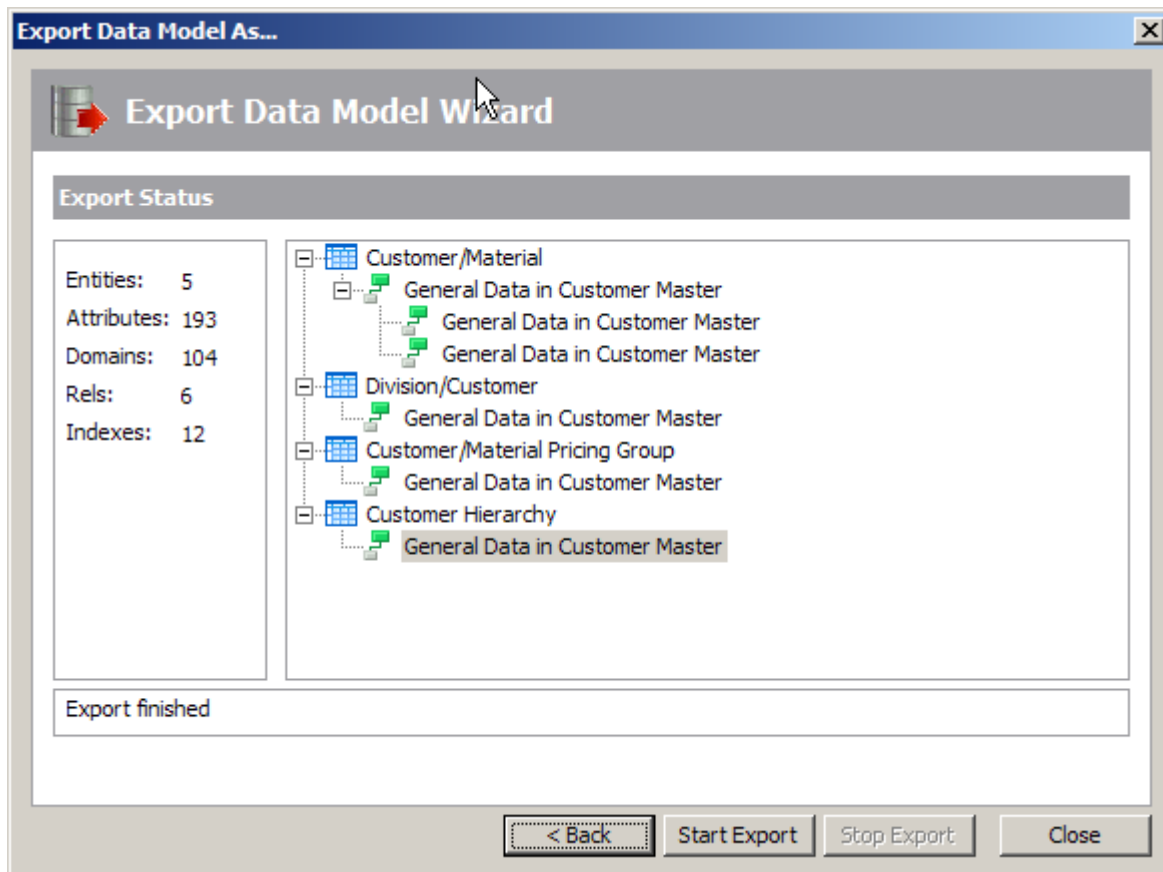 Export Data Model As...
Export Data Model Wizard
Export Status
Entities: 5
Attributes: 193
Domains: 104
Rels: 6
Indexes: 12
Customer/Material
General Data in Customer Master
General Data in Customer Master
General Data in Customer Master
Division/Customer
General Data in Customer Master
Customer/Material Pricing Group
General Data in Customer Master
Customer Hierarchy
General Data in Customer Master
Export finished
< Back Start Export Stop Export Close